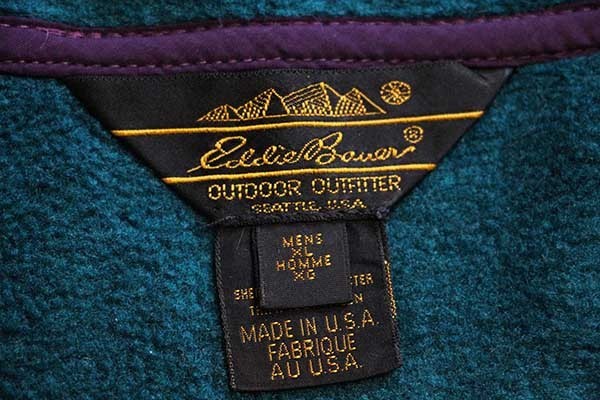 Eddie Bauer®
OUTDOOR OUTFITTER
SEATTLE, U.S.A.
MENS
XL
HOMME
XG
MADE IN U.S.A.
FABRIQUE
AU U.S.A.